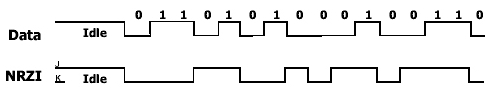 0 1 1 0 1 0 1 0 0 0 1 0 0 1 1 0
Data Idle
J
NRZI K Idle